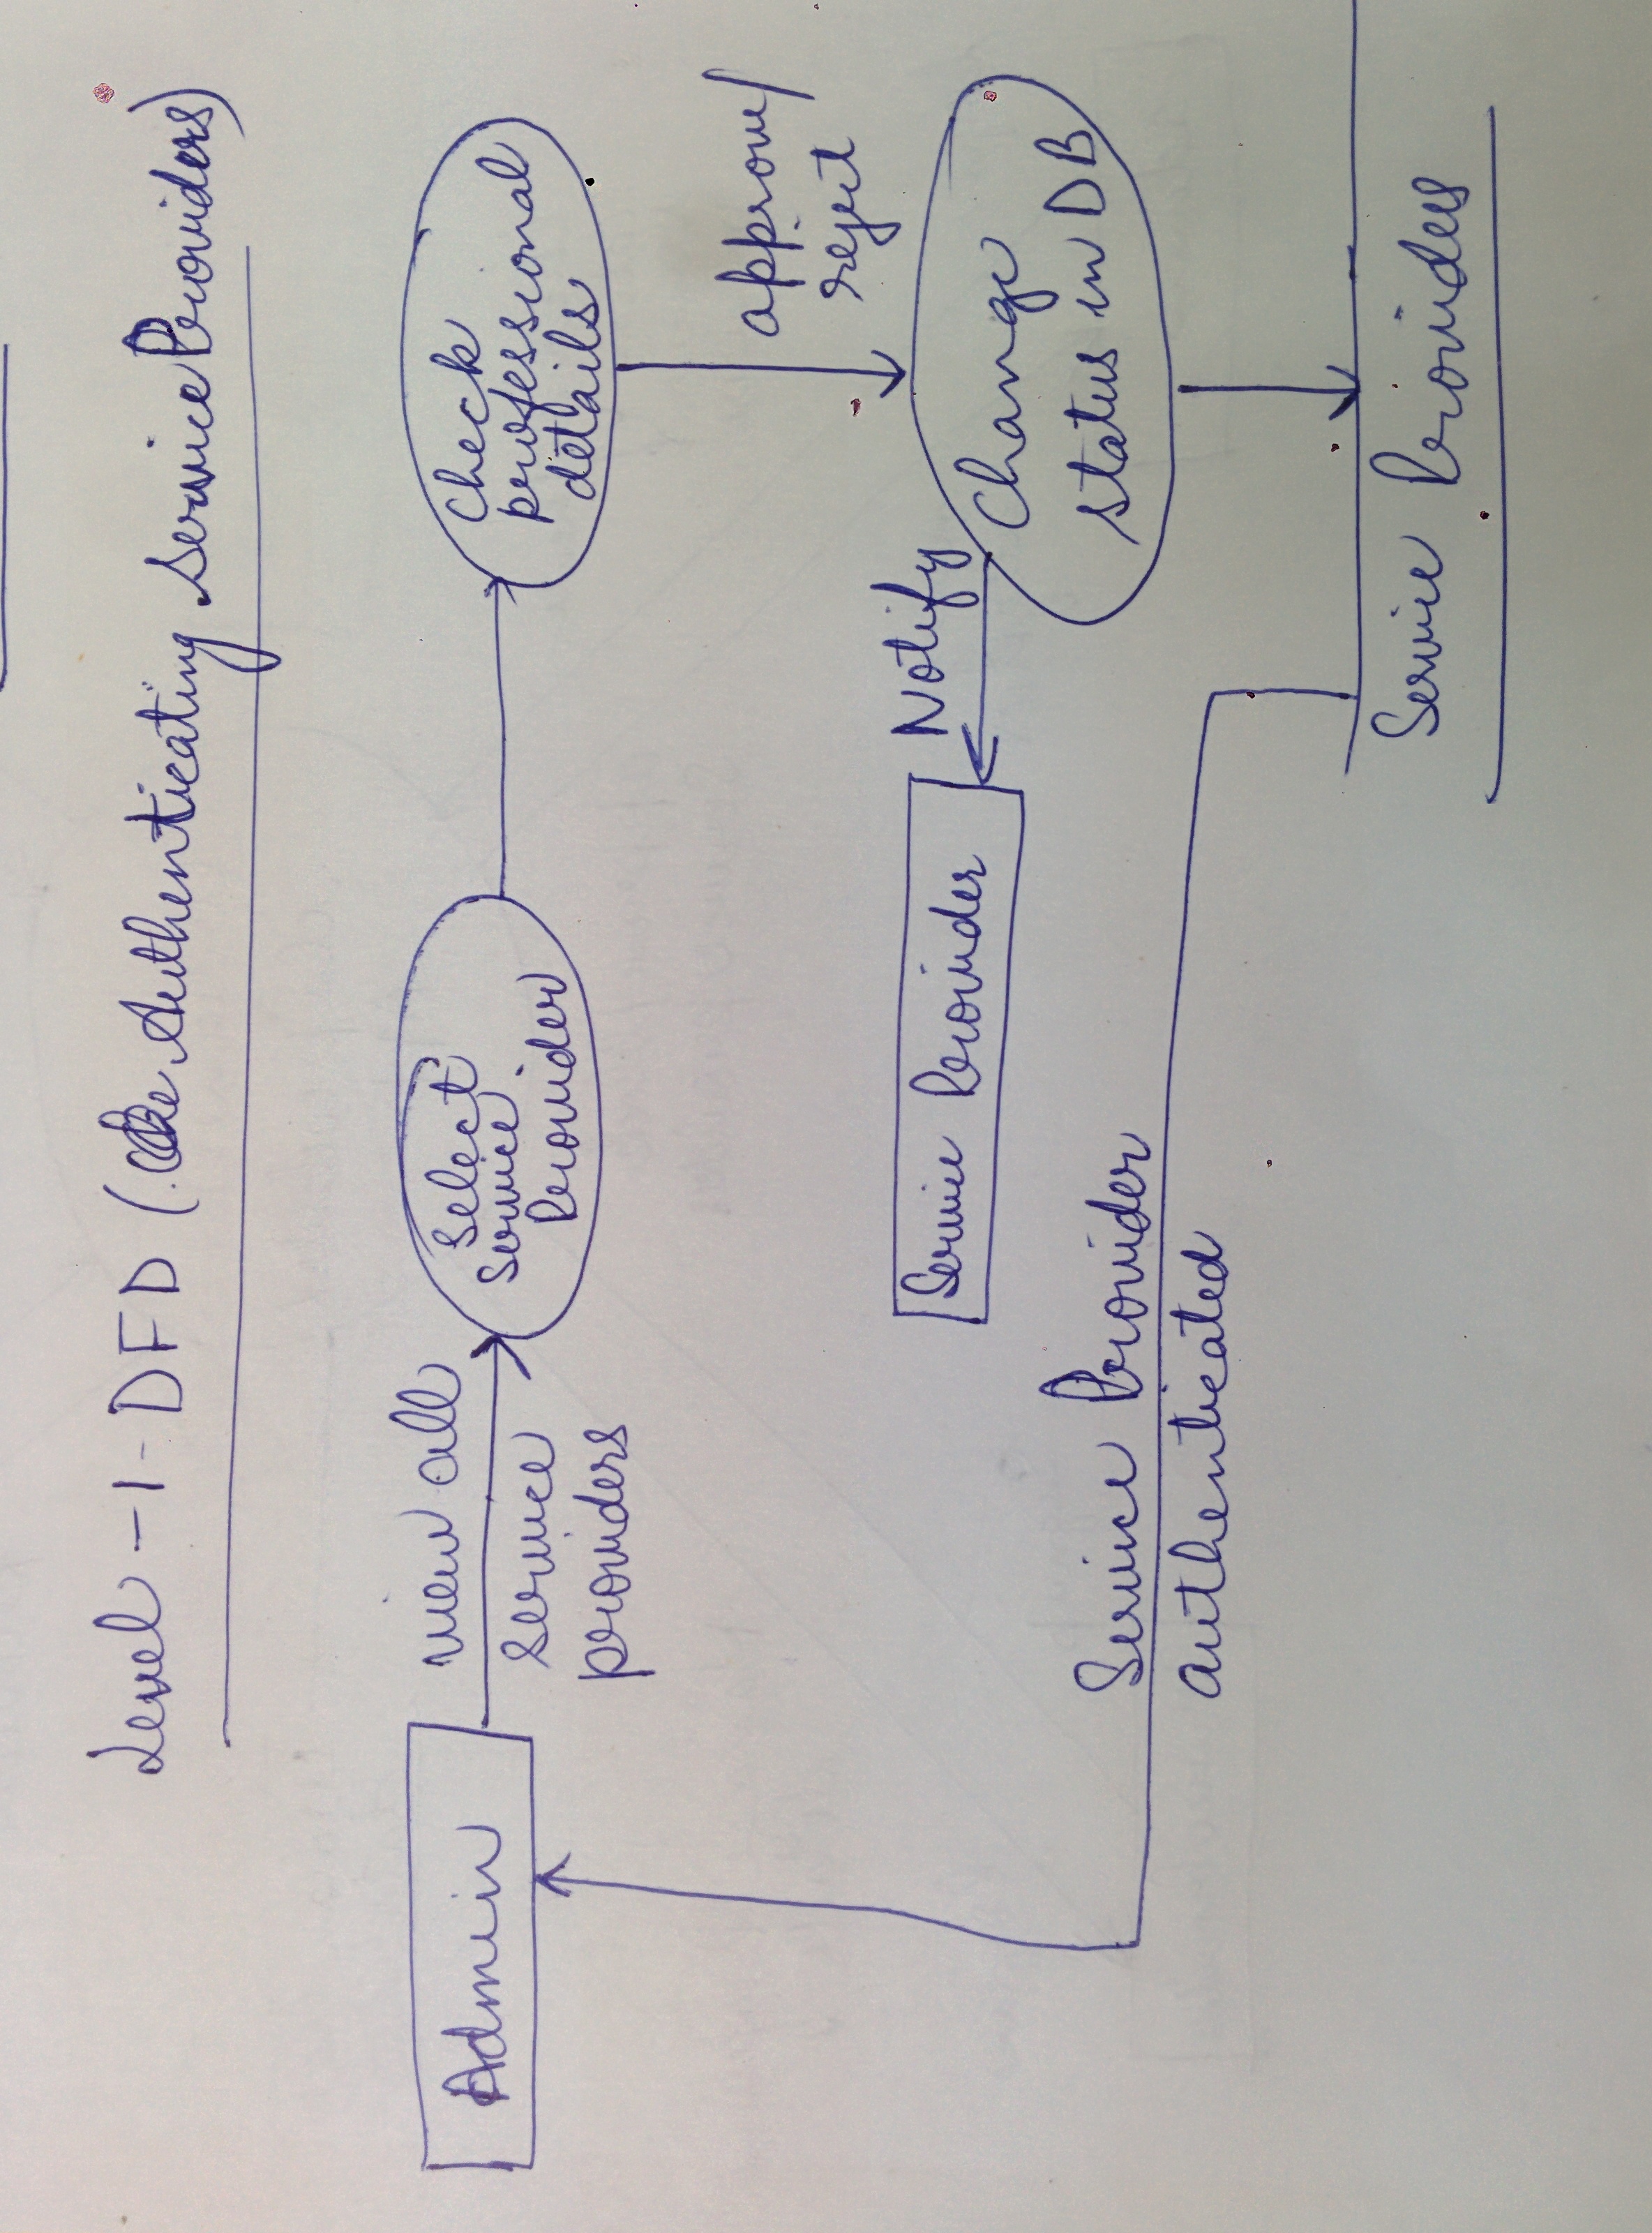 Level -1- DFD (Authenticating Service Providers)
Admin
view all
service
providers
Select
Service
Provider
Check
professional
details
approve/
reject
Notify
Service Provider
Change
status in DB
Service Provider
authenticated
Service Providers